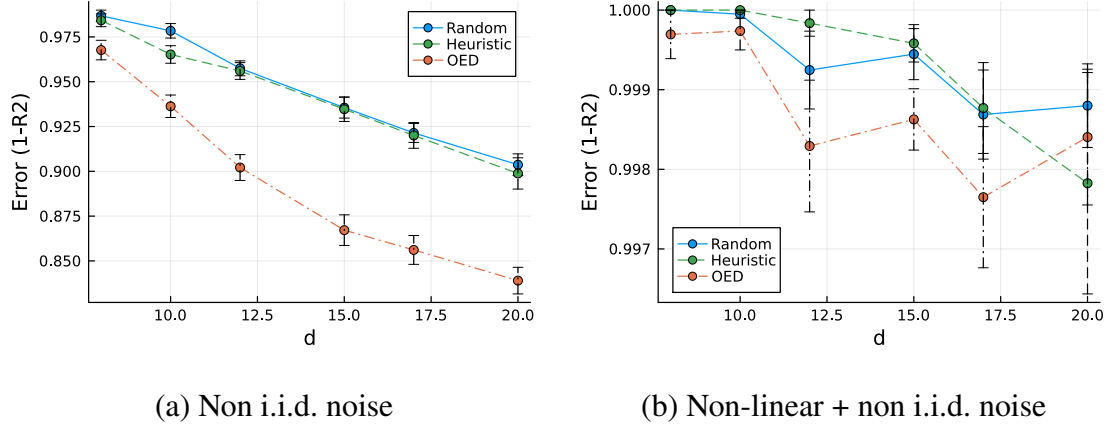 0.975
0.950
0.925
0.900
0.875
0.850
Error (1-R2)
Random
Heuristic
OED
10.0 12.5 15.0 17.5 20.0
d
(a) Non i.i.d. noise
1.000
0.999
0.998
0.997
Error (1-R2)
Random
Heuristic
OED
10.0 12.5 15.0 17.5 20.0
d
(b) Non-linear + non i.i.d. noise